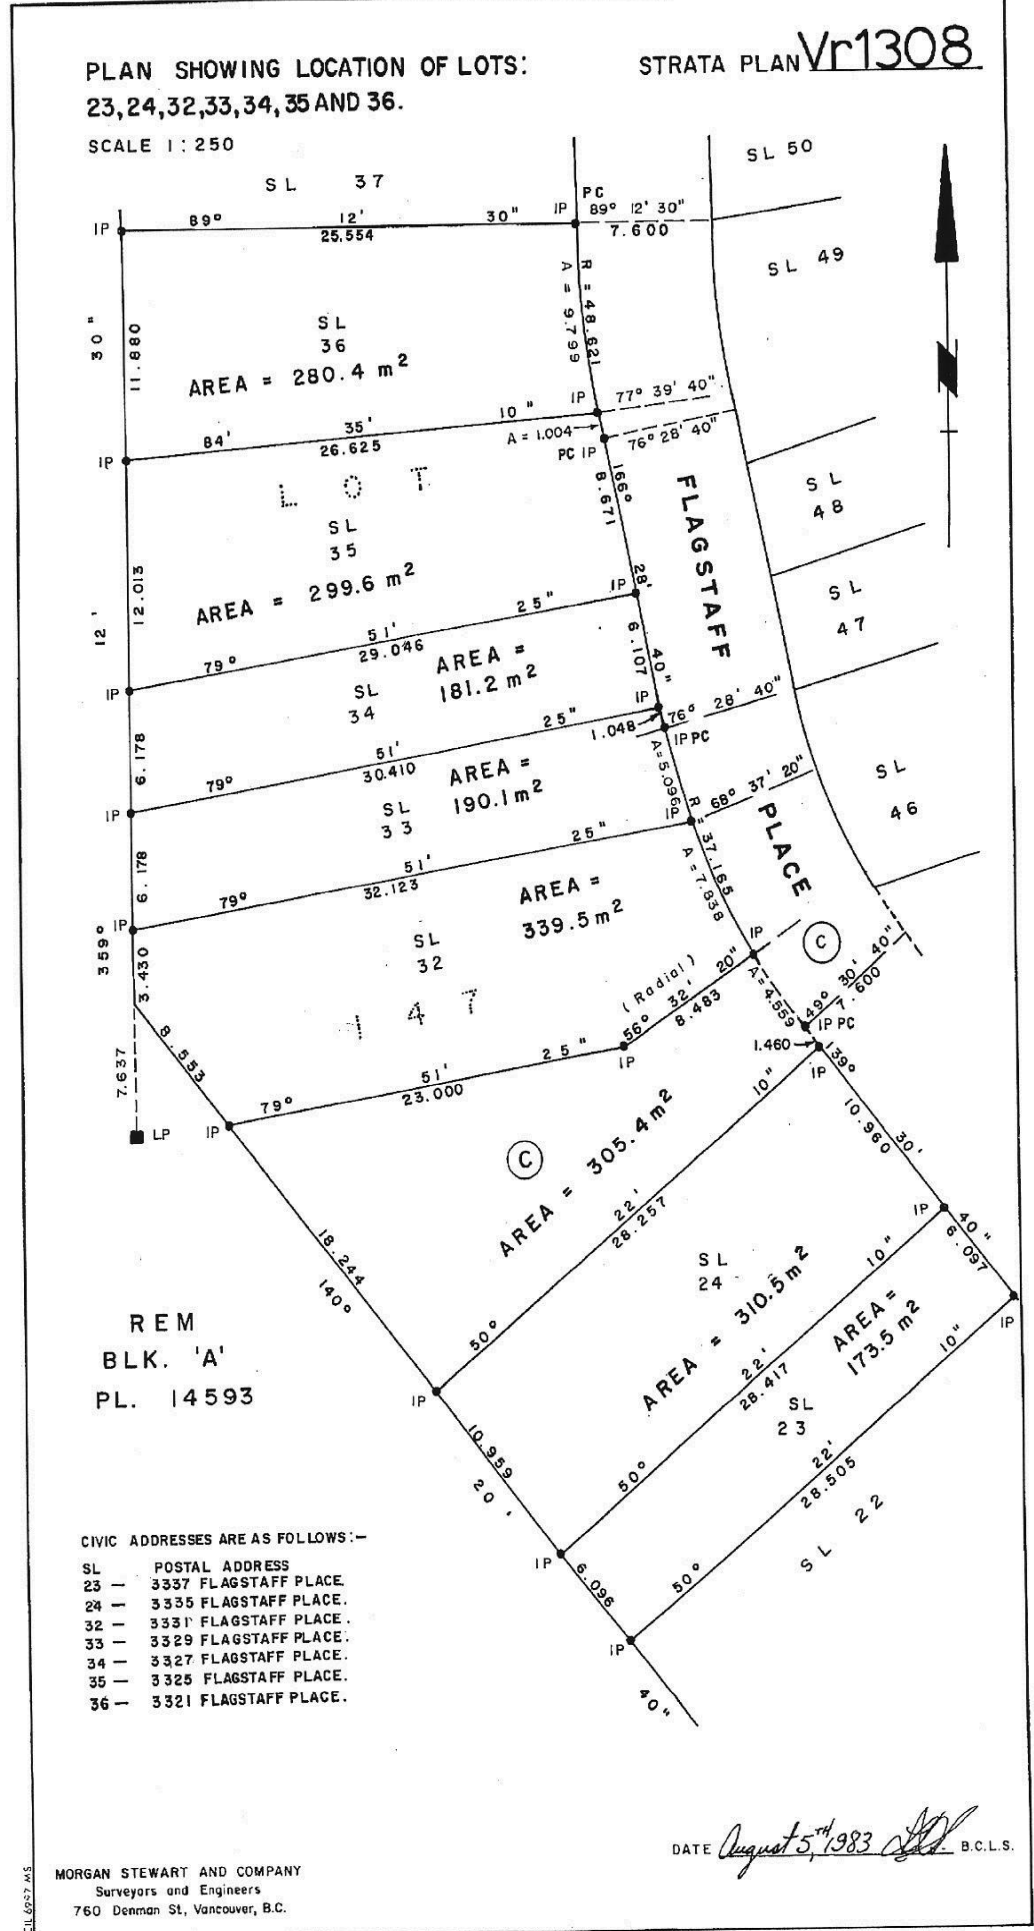 PLAN SHOWING LOCATION OF LOTS:
STRATA PLAN Vr1308
23,24,32,33,34,35 AND 36.
SCALE 1:250
SL 50
SL 37
PC
IP
89° 12' 30"
25.554
IP
89° 12' 30"
7.600
SL 49
R = 48.621
A = 9.799
30"
11.880
SL
36
AREA = 280.4 m2
N
IP
77° 39' 40"
84' 35' 10"
26.625
A = 1.004
76° 28' 40"
PC IP
IP
LOT
166°
8.671
28'
FLAGSTAFF
SL
48
SL
35
AREA = 299.6 m2
12'
12.013
IP
79° 51' 25"
29.046
SL
47
6.107
40"
AREA =
181.2 m2
SL
34
IP
IP
76° 28' 40"
1.048
IP PC
6.178
79° 51' 25"
30.410
AREA =
190.1 m2
SL
33
IP
A = 5.096
R = 37.165
68° 37' 20"
IP
PLACE
SL
46
6.178
79° 51' 25"
32.123
A = 7.838
AREA =
339.5 m2
SL
32
IP
359°
3.430
IP
C
(Radial)
56° 32' 20"
8.483
A = 4.559
49° 30' 40"
7.600
IP PC
1 4 7
8.553
7.637
79° 51' 25"
23.000
IP
1.460
IP
139°
LP
IP
C
AREA = 305.4 m2
10.960
30'
50° 22' 10"
28.257
18.244
140°
IP
40"
6.097
SL
24
AREA = 310.5 m2
IP
REM
BLK. 'A'
PL. 14593
IP
50° 22' 10"
28.417
AREA =
173.5 m2
SL
23
10.959
20'
50° 22' 10"
28.505
SL 22
IP
6.096
IP
40"
CIVIC ADDRESSES ARE AS FOLLOWS:-
SL POSTAL ADDRESS
23 — 3337 FLAGSTAFF PLACE.
24 — 3335 FLAGSTAFF PLACE.
32 — 3331 FLAGSTAFF PLACE.
33 — 3329 FLAGSTAFF PLACE.
34 — 3327 FLAGSTAFF PLACE.
35 — 3325 FLAGSTAFF PLACE.
36 — 3321 FLAGSTAFF PLACE.
DATE August 5,TH 1983 B.C.L.S.
MORGAN STEWART AND COMPANY
Surveyors and Engineers
760 Denman St, Vancouver, B.C.